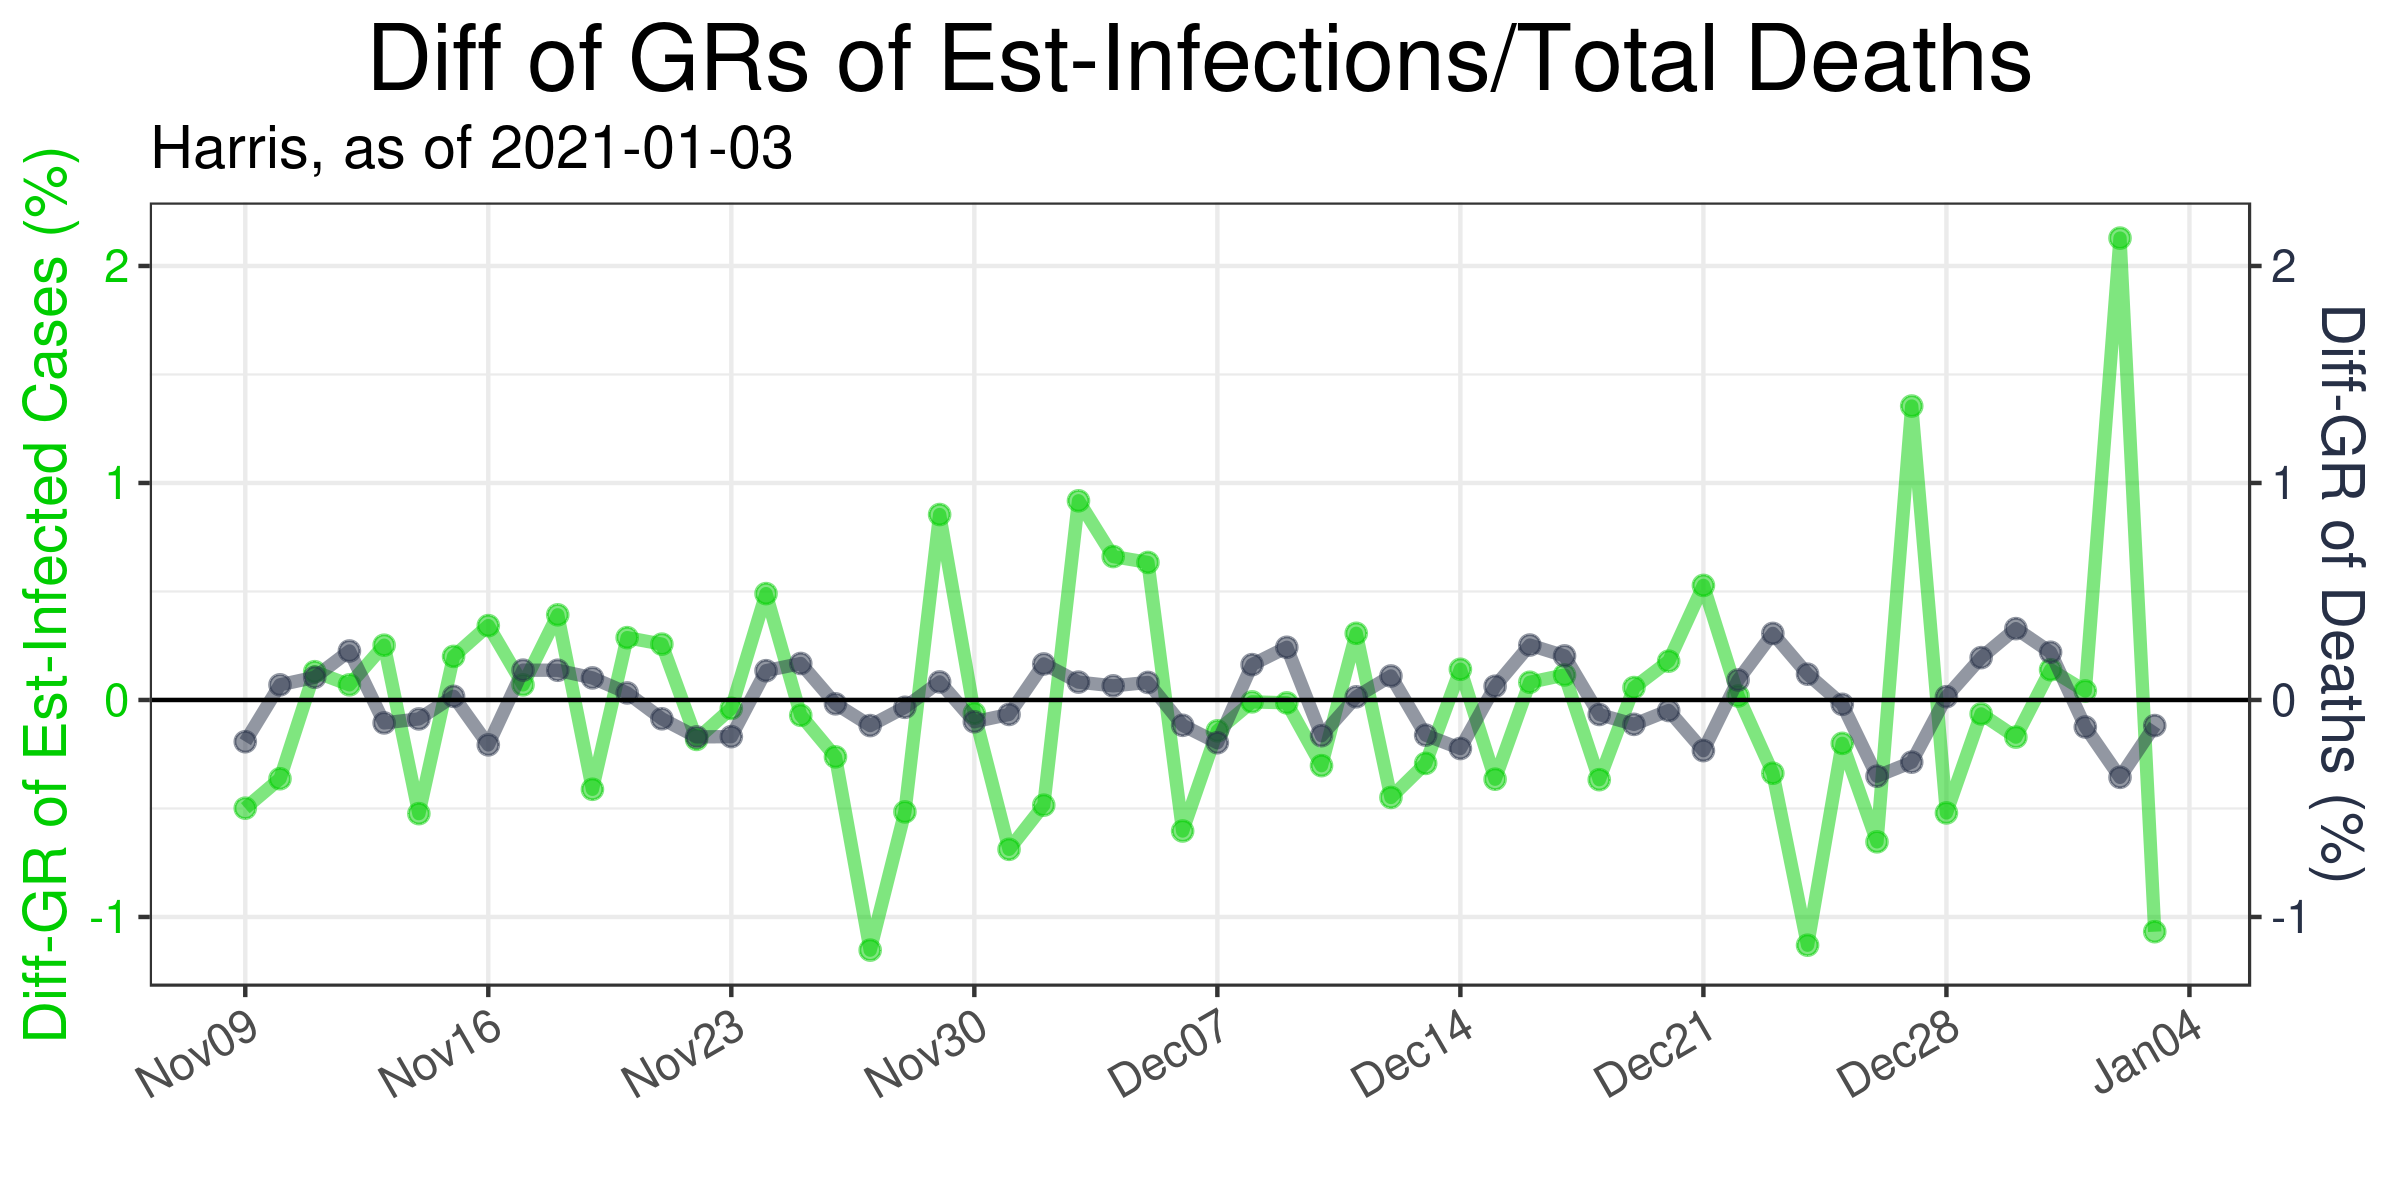 Diff of GRs of Est-Infections/Total Deaths
Harris, as of 2021-01-03
Diff-GR of Est-Infected Cases (%)
2
1
0
-1
2
1
0
-1
Diff-GR of Deaths (%)
Nov09
Nov16
Nov23
Nov30
Dec07
Dec14
Dec21
Dec28
Jan04